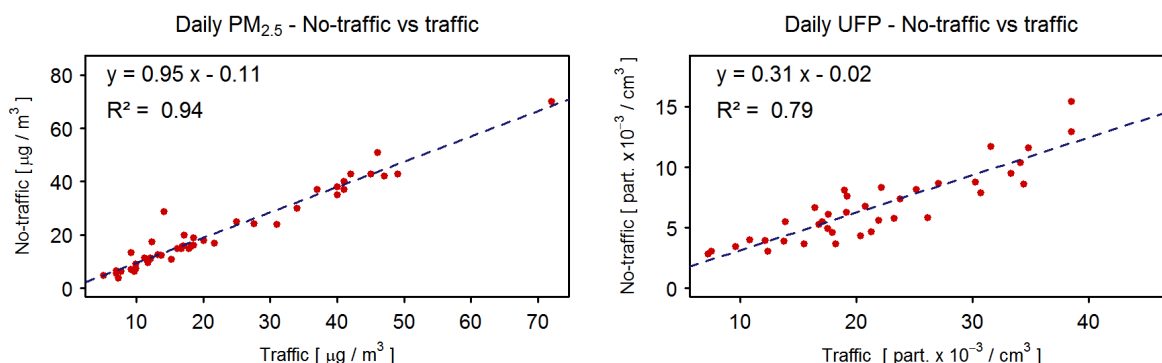 Daily PM2.5 - No-traffic vs traffic
y = 0.95 x - 0.11
R² = 0.94
No-traffic [ μg / m³ ]
80
60
40
20
0
10 20 30 40 50 60 70
Traffic [ μg / m³ ]
Daily UFP - No-traffic vs traffic
y = 0.31 x - 0.02
R² = 0.79
No-traffic [ part. x 10⁻³ / cm³ ]
15
10
5
0
10 20 30 40
Traffic [ part. x 10⁻³ / cm³ ]